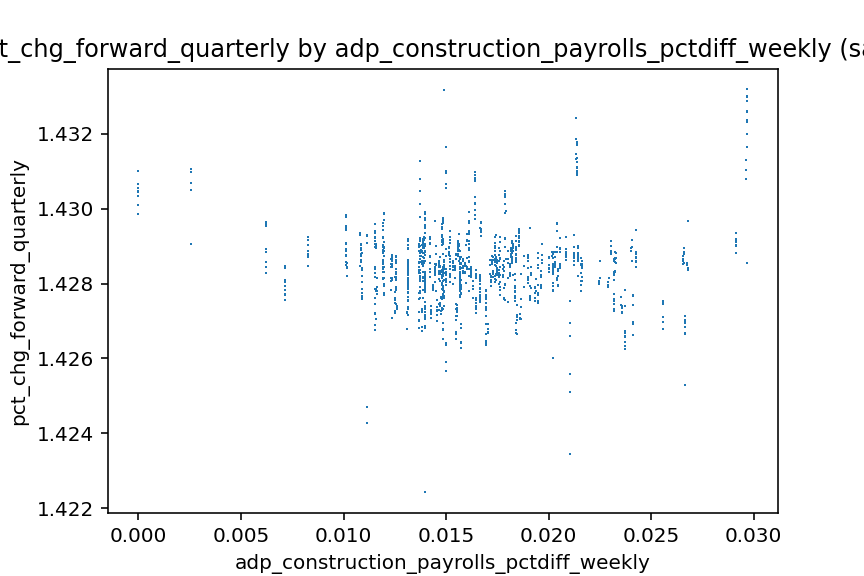 t_chg_forward_quarterly by adp_construction_payrolls_pctdiff_weekly (sa
1.432
1.430
1.428
1.426
1.424
1.422
pct_chg_forward_quarterly
0.000 0.005 0.010 0.015 0.020 0.025 0.030
adp_construction_payrolls_pctdiff_weekly